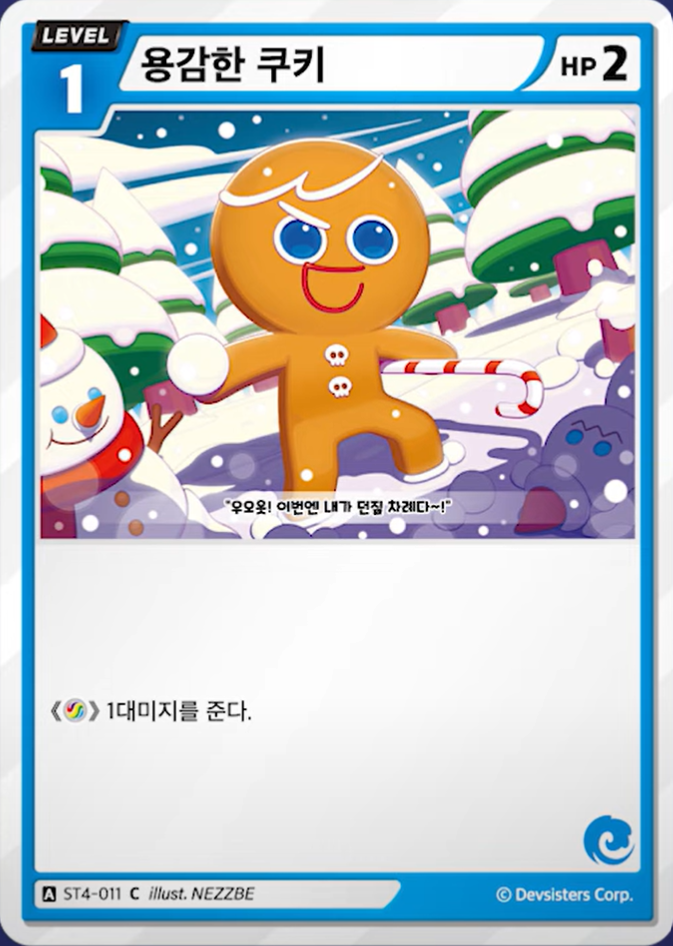 LEVEL
1
용감한 쿠키
HP 2
"우오옷! 이번엔 내가 던질 차례다~!"
《 》 1대미지를 준다.
A ST4-011 C illust. NEZZBE
© Devsisters Corp.